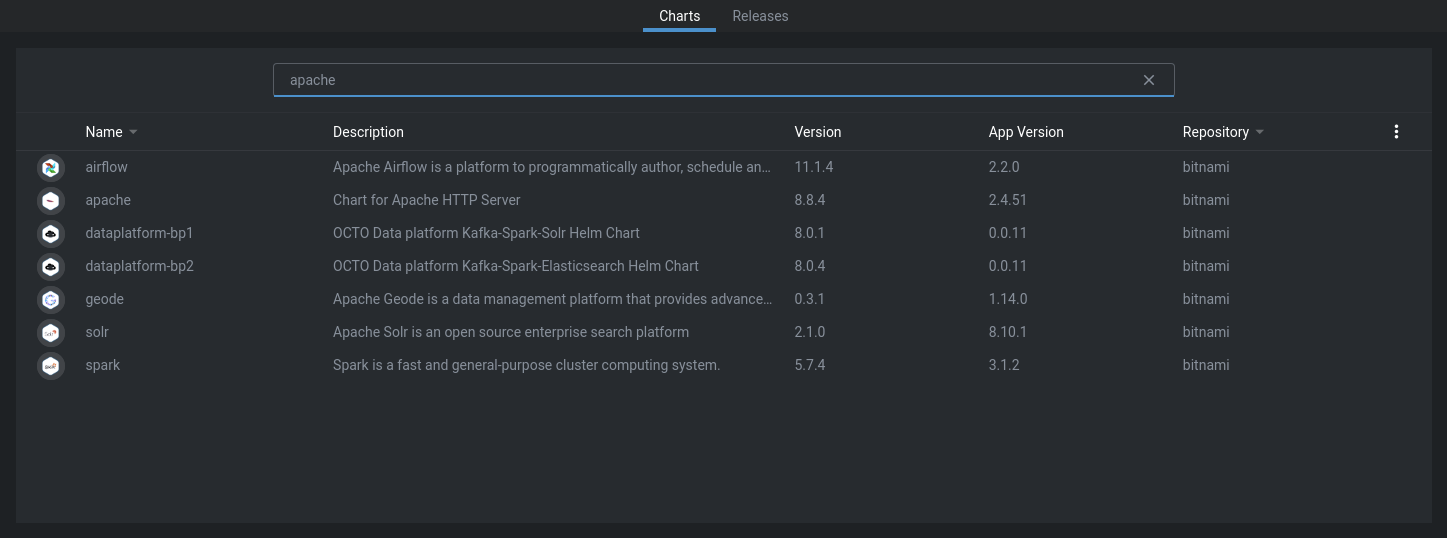 Charts Releases
apache
Name Description Version App Version Repository
airflow Apache Airflow is a platform to programmatically author, schedule an... 11.1.4 2.2.0 bitnami
apache Chart for Apache HTTP Server 8.8.4 2.4.51 bitnami
dataplatform-bp1 OCTO Data platform Kafka-Spark-Solr Helm Chart 8.0.1 0.0.11 bitnami
dataplatform-bp2 OCTO Data platform Kafka-Spark-Elasticsearch Helm Chart 8.0.4 0.0.11 bitnami
geode Apache Geode is a data management platform that provides advance... 0.3.1 1.14.0 bitnami
solr Apache Solr is an open source enterprise search platform 2.1.0 8.10.1 bitnami
spark Spark is a fast and general-purpose cluster computing system. 5.7.4 3.1.2 bitnami